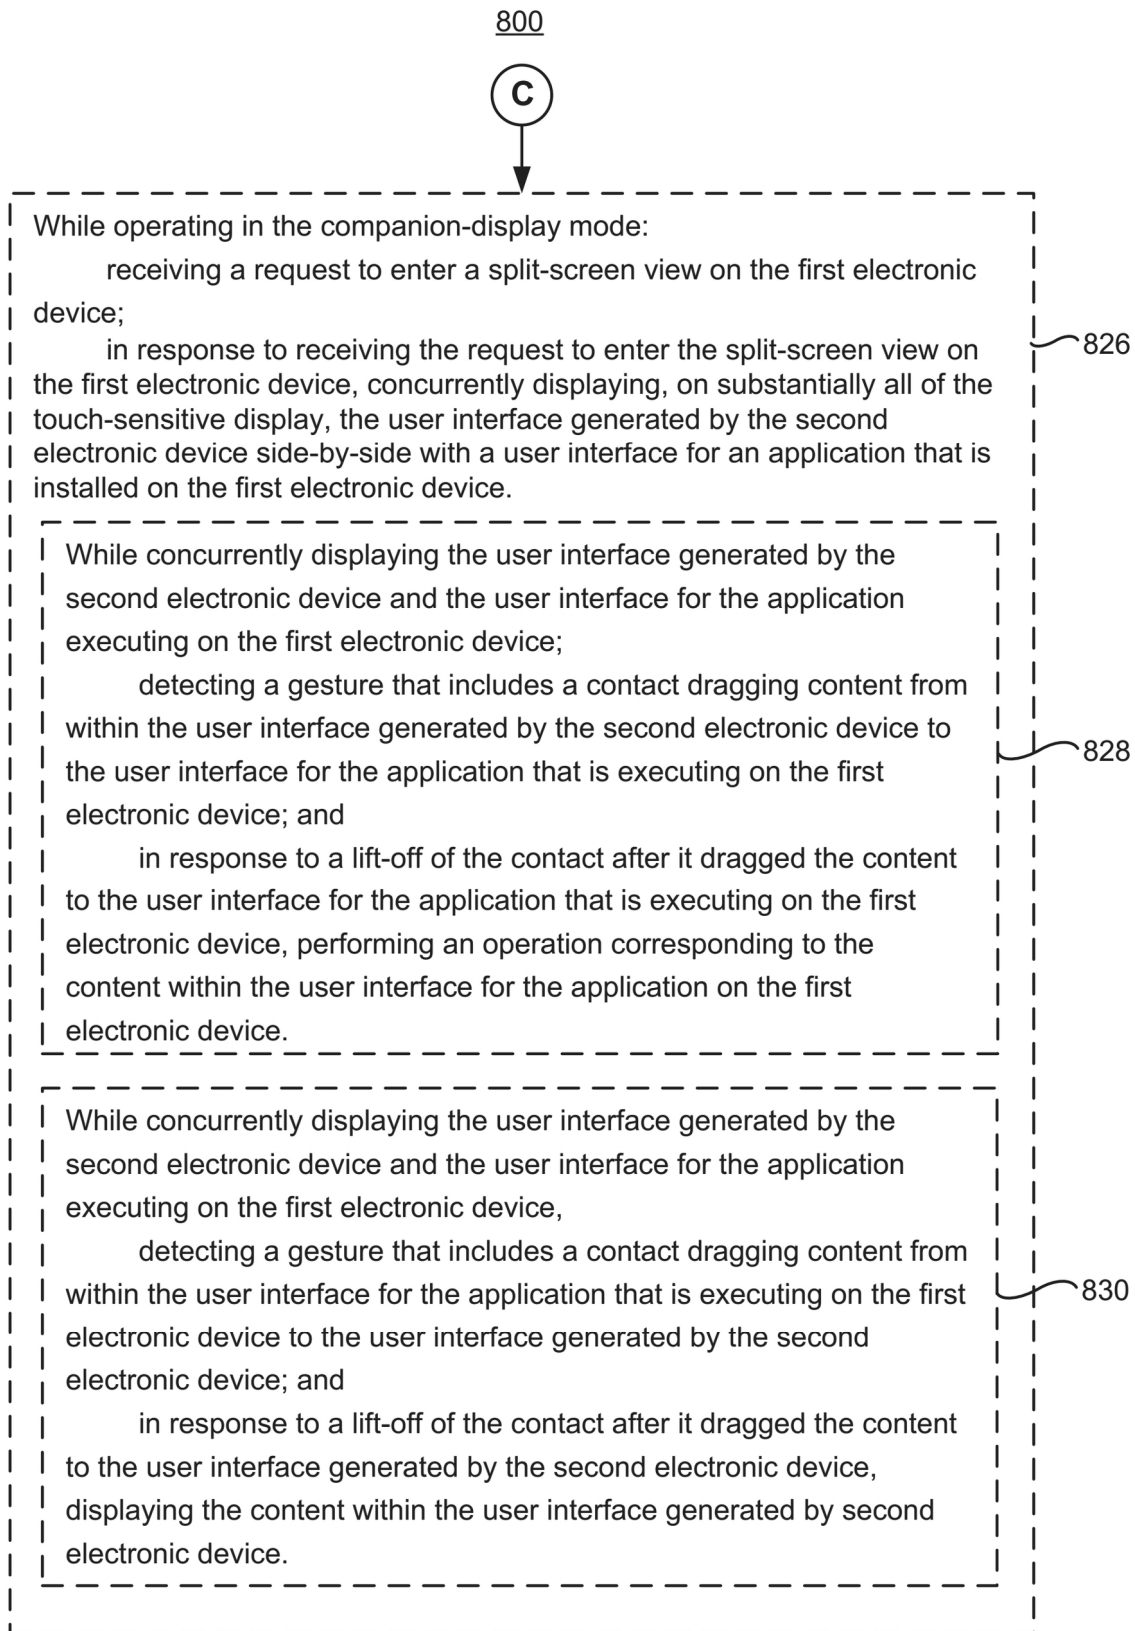 800
C
While operating in the companion-display mode:
receiving a request to enter a split-screen view on the first electronic
device;
in response to receiving the request to enter the split-screen view on
the first electronic device, concurrently displaying, on substantially all of the
touch-sensitive display, the user interface generated by the second
electronic device side-by-side with a user interface for an application that is
installed on the first electronic device.
826
While concurrently displaying the user interface generated by the
second electronic device and the user interface for the application
executing on the first electronic device;
detecting a gesture that includes a contact dragging content from
within the user interface generated by the second electronic device to
the user interface for the application that is executing on the first
electronic device; and
in response to a lift-off of the contact after it dragged the content
to the user interface for the application that is executing on the first
electronic device, performing an operation corresponding to the
content within the user interface for the application on the first
electronic device.
828
While concurrently displaying the user interface generated by the
second electronic device and the user interface for the application
executing on the first electronic device,
detecting a gesture that includes a contact dragging content from
within the user interface for the application that is executing on the first
electronic device to the user interface generated by the second
electronic device; and
in response to a lift-off of the contact after it dragged the content
to the user interface generated by the second electronic device,
displaying the content within the user interface generated by second
electronic device.
830